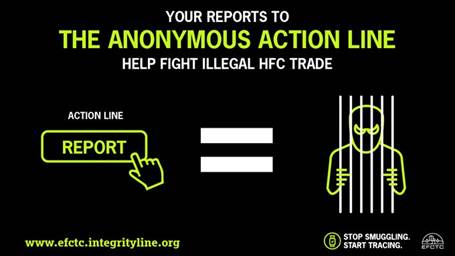 YOUR REPORTS TO
THE ANONYMOUS ACTION LINE
HELP FIGHT ILLEGAL HFC TRADE
ACTION LINE
REPORT
www.efctc.integrityline.org
STOP SMUGGLING.
START TRACING.
EFCTC